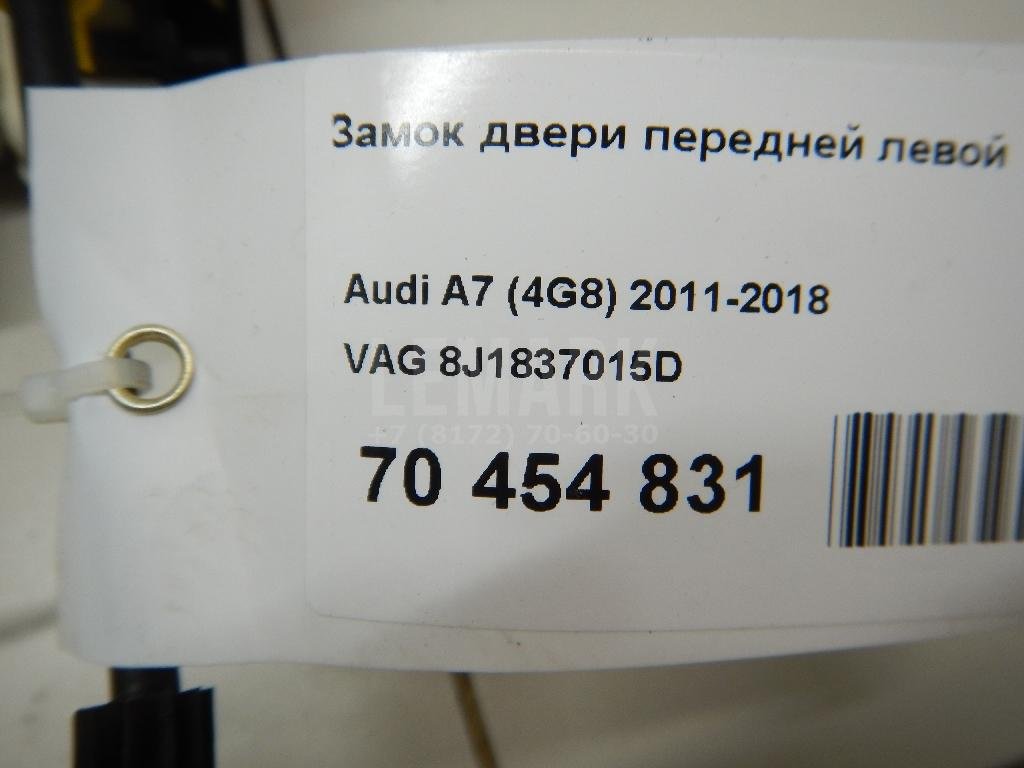 Замок двери передней левой
Audi A7 (4G8) 2011-2018
VAG 8J1837015D
LEMARK
+7 (8172) 70-60-30
70 454 831